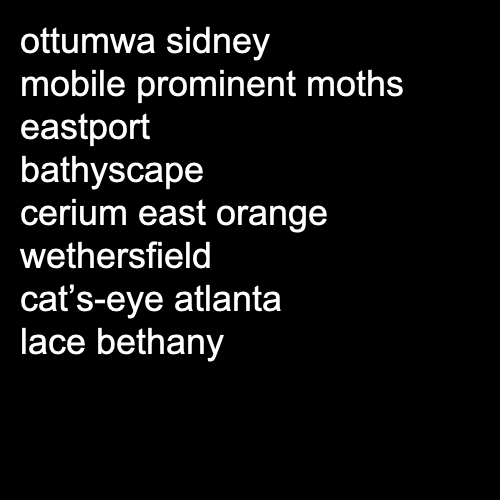 ottumwa sidney
mobile prominent moths
eastport
bathyscape
cerium east orange
wethersfield
cat’s-eye atlanta
lace bethany